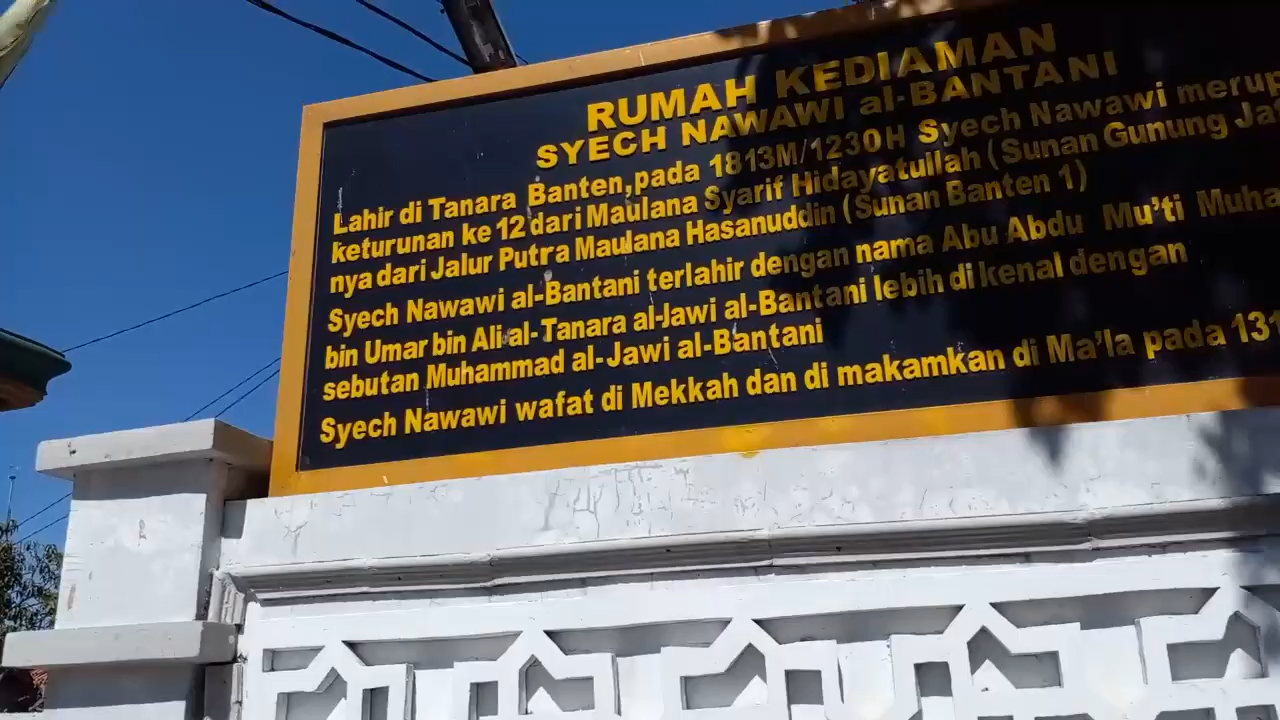 RUMAH KEDIAMAN
SYECH NAWAWI al-BANTANI
Lahir di Tanara Banten,pada 1813M/1230H Syech Nawawi
keturunan ke 12 dari Maulana Syarif Hidayatullah (Sunan Gunung
nya dari Jalur Putra Maulana Hasanuddin (Sunan Banten 1)
Syech Nawawi al-Bantani terlahir dengan nama Abu Abdu Mu'ti
bin Umar bin Ali al-Tanara al-Jawi al-Bantani lebih di kenal dengan
sebutan Muhammad al-Jawi al-Bantani
Syech Nawawi wafat di Mekkah dan di makamkan di Ma'la pada